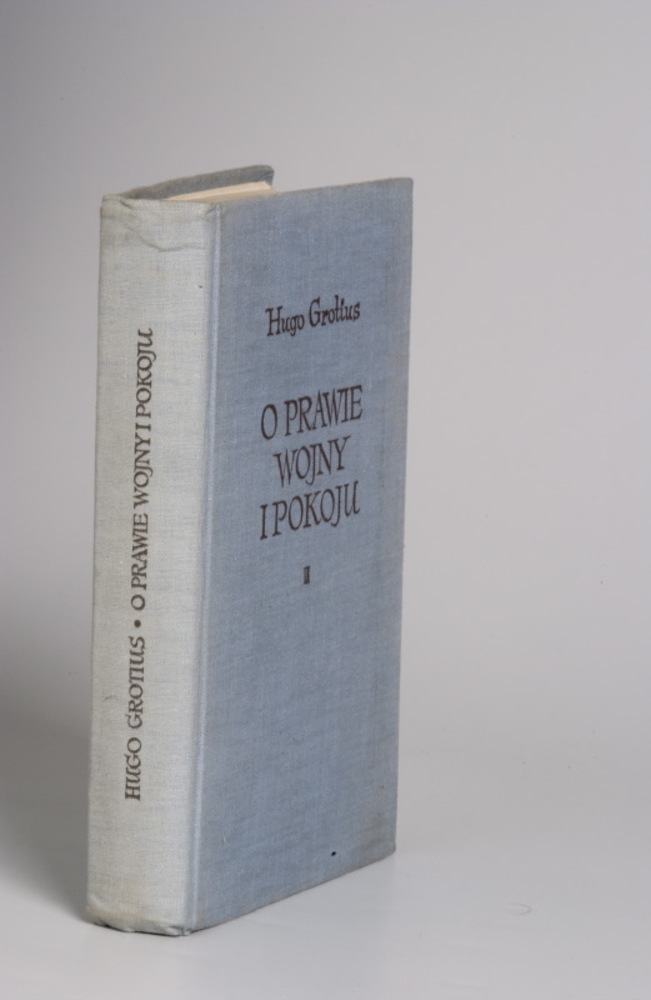 HUGO GROTIUS • O PRAWIE WOJNY I POKOJU
Hugo Grotius
O PRAWIE
WOJNY
I POKOJU
II